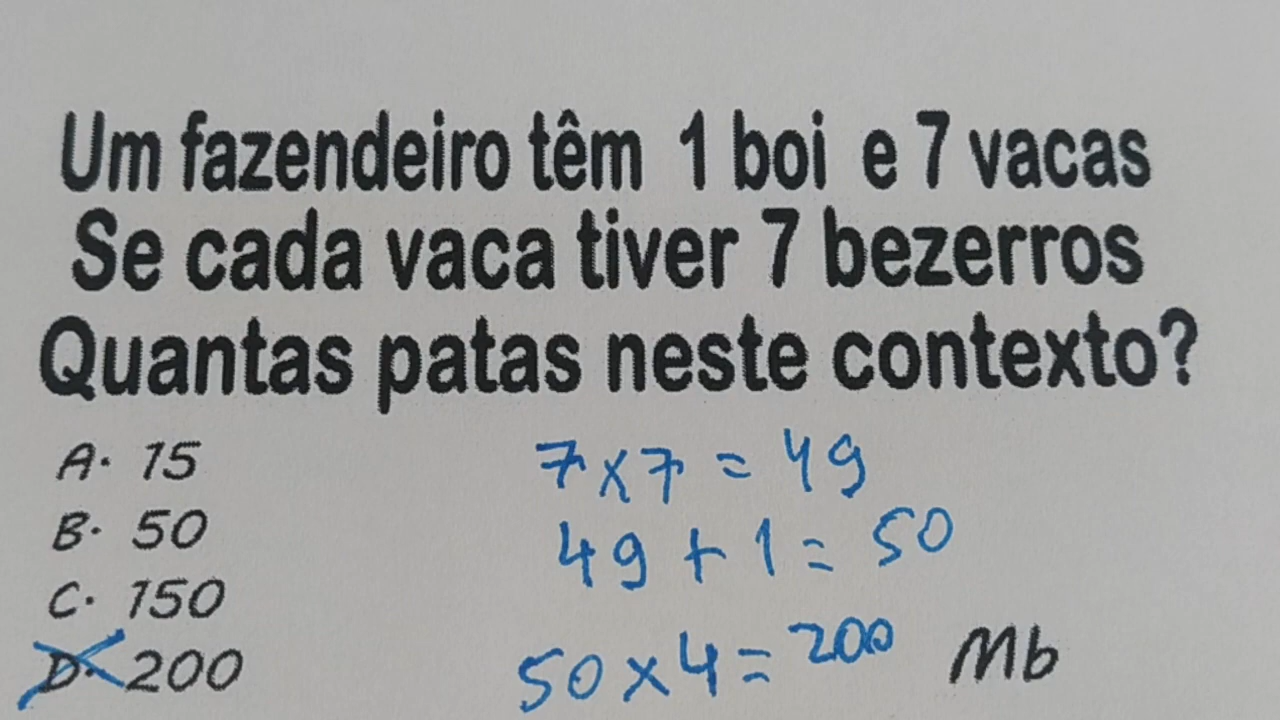 Um fazendeiro têm 1 boi e 7 vacas
Se cada vaca tiver 7 bezerros
Quantas patas neste contexto?
A. 15
B. 50
C. 150
D. 200
7x7 = 49
49 + 1 = 50
50 x 4 = 200
Mb